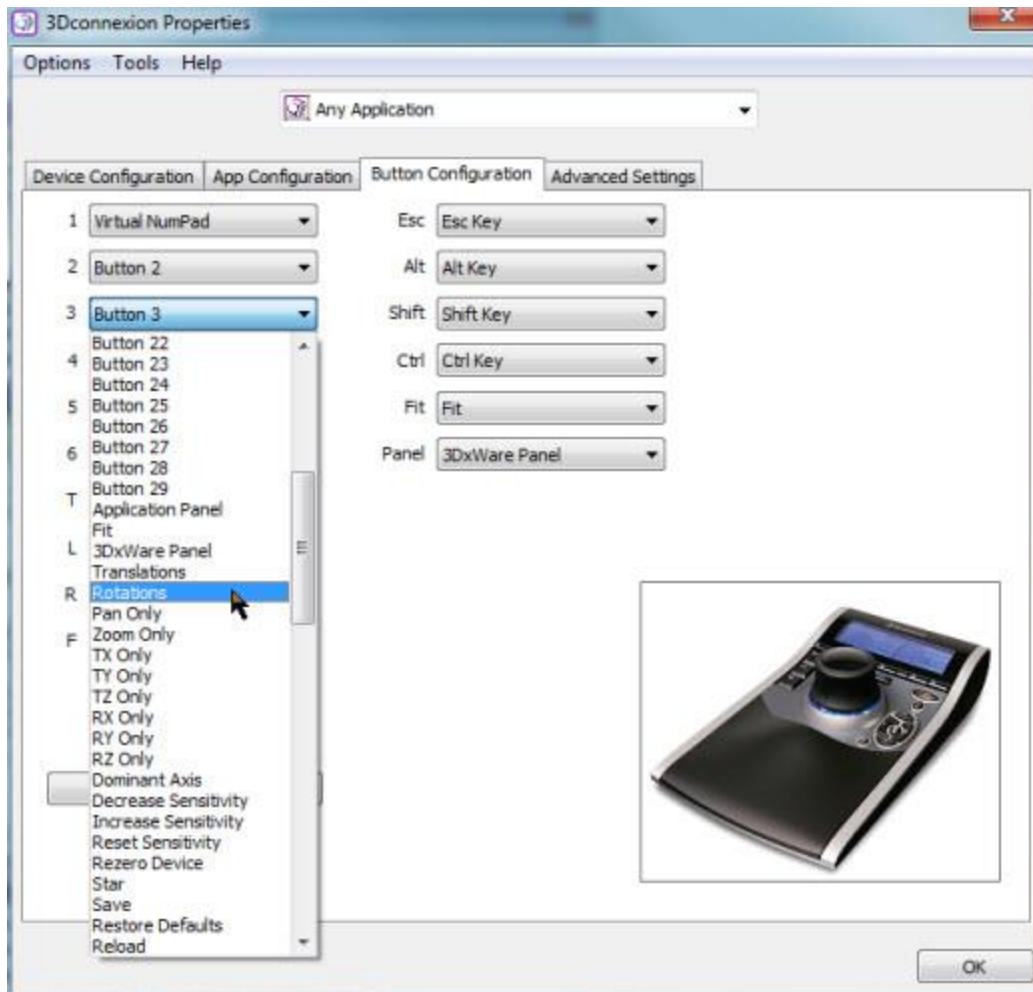 3Dconnexion Properties
Options Tools Help
Any Application
Device Configuration App Configuration Button Configuration Advanced Settings
1 Virtual NumPad Esc Esc Key
2 Button 2 Alt Alt Key
3 Button 3 Shift Shift Key
Button 22
4 Button 23 Ctrl Ctrl Key
Button 24
5 Button 25 Fit Fit
Button 26
6 Button 27 Panel 3DxWare Panel
Button 28
Button 29
T
Application Panel
Fit
L 3DxWare Panel
Translations
R Rotations
Pan Only
F Zoom Only
TX Only
TY Only
TZ Only
RX Only
RY Only
RZ Only
Dominant Axis
Decrease Sensitivity
Increase Sensitivity
Reset Sensitivity
Rezero Device
Star
Save
Restore Defaults
Reload
OK